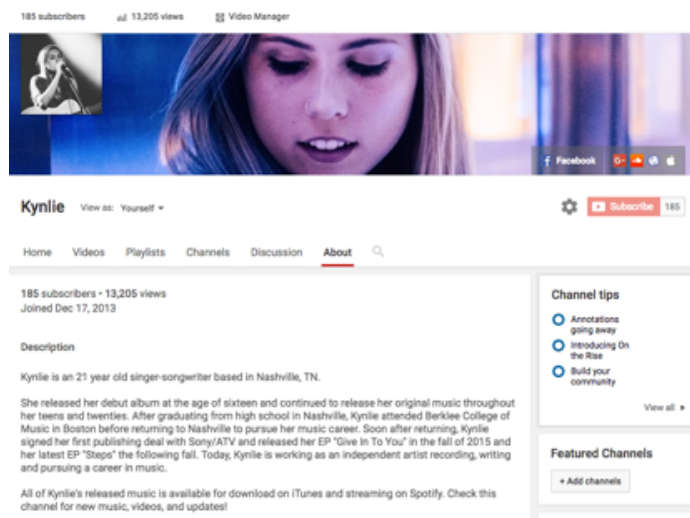 185 subscribers
13,205 views
Video Manager
Facebook
Kynlie
View as: Yourself
Subscribe 185
Home Videos Playlists Channels Discussion About
185 subscribers • 13,205 views
Joined Dec 17, 2013
Description
Kynlie is an 21 year old singer-songwriter based in Nashville, TN.
She released her debut album at the age of sixteen and continued to release her original music throughout
her teens and twenties. After graduating from high school in Nashville, Kynlie attended Berklee College of
Music in Boston before returning to Nashville to pursue her music career. Soon after returning, Kynlie
signed her first publishing deal with Sony/ATV and released her EP "Give In To You" in the fall of 2015 and
her latest EP "Steps" the following fall. Today, Kynlie is working as an independent artist recording, writing
and pursuing a career in music.
All of Kynlie's released music is available for download on iTunes and streaming on Spotify. Check this
channel for new music, videos, and updates!
Channel tips
Annotations
going away
Introducing On
the Rise
Build your
community
View all
Featured Channels
+ Add channels